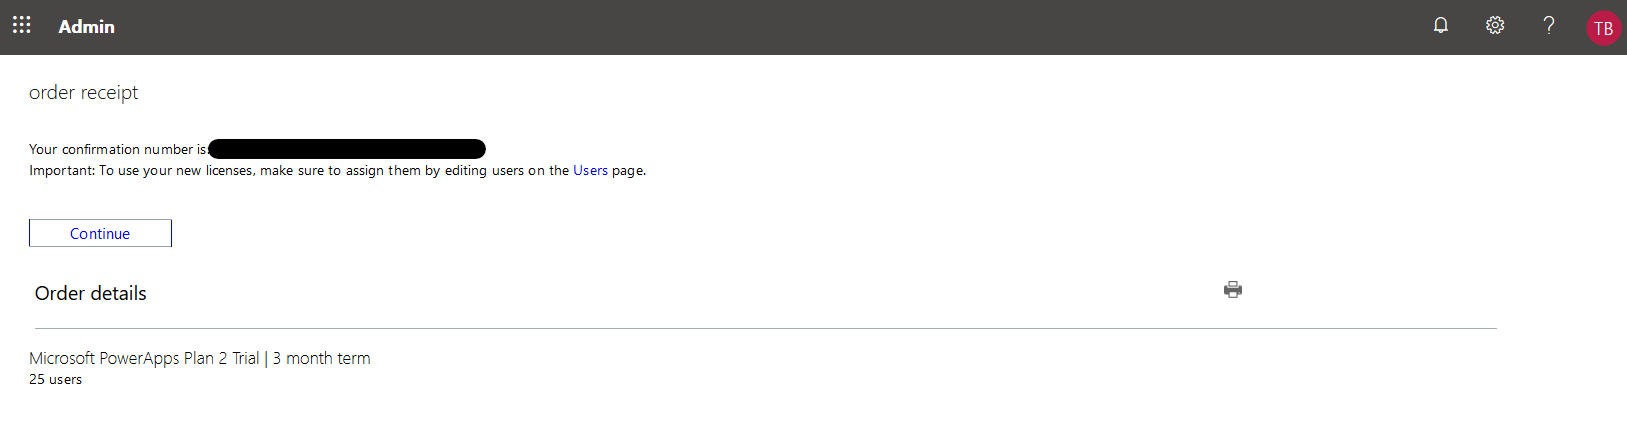 Admin
?
TB
order receipt
Your confirmation number is:
Important: To use your new licenses, make sure to assign them by editing users on the Users page.
Continue
Order details
Microsoft PowerApps Plan 2 Trial | 3 month term
25 users